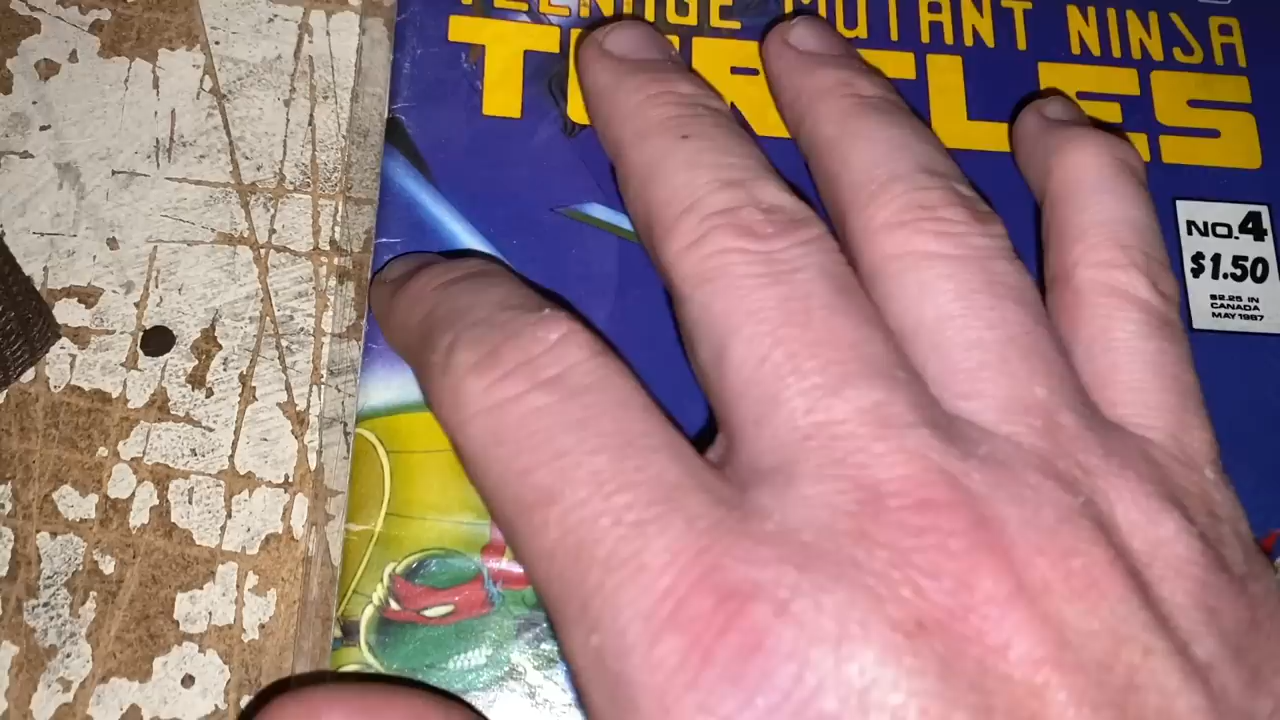 TEENAGE MUTANT NINJA
TURTLES
NO.4
$1.50
$2.25 IN
CANADA
MAY 1987